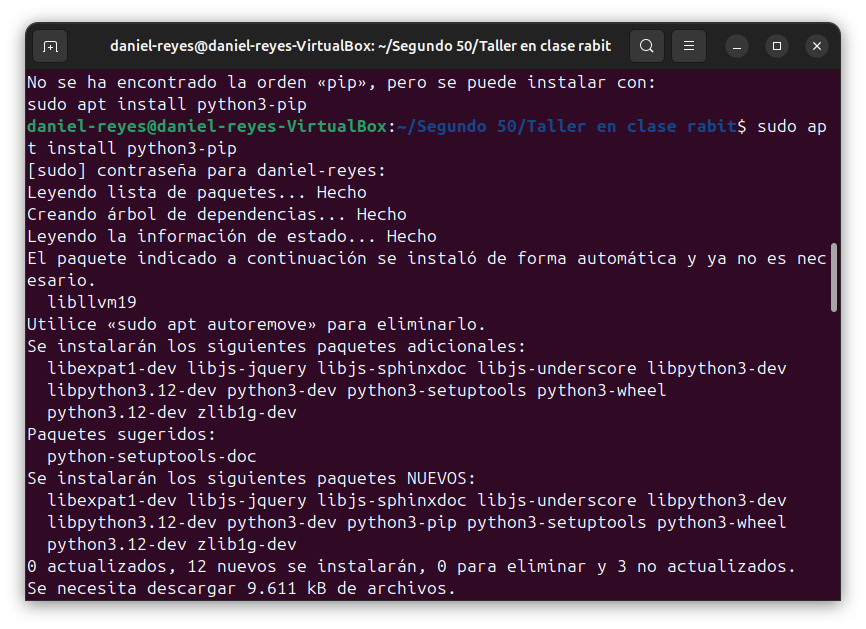 daniel-reyes@daniel-reyes-VirtualBox: ~/Segundo 50/Taller en clase rabit
No se ha encontrado la orden «pip», pero se puede instalar con:
sudo apt install python3-pip
daniel-reyes@daniel-reyes-VirtualBox:~/Segundo 50/Taller en clase rabit$ sudo ap
t install python3-pip
[sudo] contraseña para daniel-reyes:
Leyendo lista de paquetes... Hecho
Creando árbol de dependencias... Hecho
Leyendo la información de estado... Hecho
El paquete indicado a continuación se instaló de forma automática y ya no es nec
esario.
  libllvm19
Utilice «sudo apt autoremove» para eliminarlo.
Se instalarán los siguientes paquetes adicionales:
  libexpat1-dev libjs-jquery libjs-sphinxdoc libjs-underscore libpython3-dev
  libpython3.12-dev python3-dev python3-setuptools python3-wheel
  python3.12-dev zlib1g-dev
Paquetes sugeridos:
  python-setuptools-doc
Se instalarán los siguientes paquetes NUEVOS:
  libexpat1-dev libjs-jquery libjs-sphinxdoc libjs-underscore libpython3-dev
  libpython3.12-dev python3-dev python3-pip python3-setuptools python3-wheel
  python3.12-dev zlib1g-dev
0 actualizados, 12 nuevos se instalarán, 0 para eliminar y 3 no actualizados.
Se necesita descargar 9.611 kB de archivos.